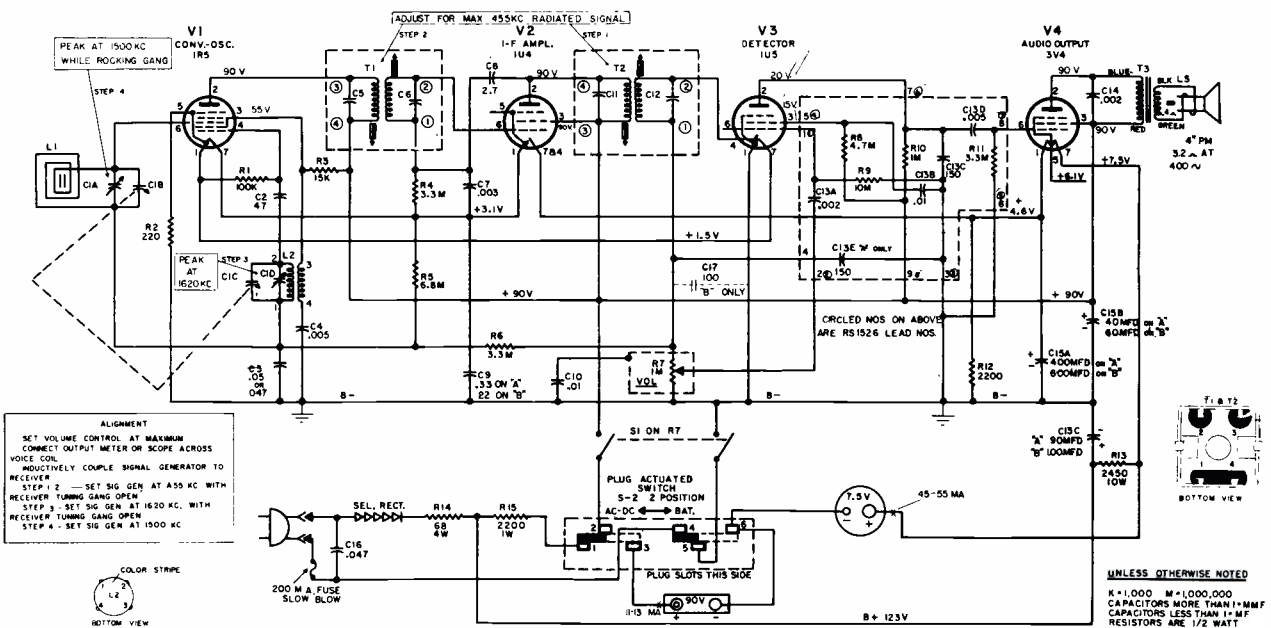 ADJUST FOR MAX 455KC RADIATED SIGNAL
STEP 2
STEP 1
PEAK AT 1500KC
WHILE ROCKING GANG
STEP 4
V1
CONV.-OSC.
1R5
V2
I-F AMPL.
1U4
V3
DETECTOR
1U5
V4
AUDIO OUTPUT
3V4
90 V
55V
T1
C5
C6
C8
2.7
90 V
90V
T2
C11
C12
20 V
15V
C13D
.005
BLUE
T3
BLK LS
GREEN
RED
3.4
4" PM
3.2 Ω AT
400 ~
C14
.002
90 V
90V
+7.5V
+6.1V
L1
C1A
C1B
R1
100K
C2
47
R2
220
R3
15K
R4
3.3M
C7
.003
+3.1V
7&4
R8
4.7M
R9
10M
R10
1M
R11
3.3M
C13C
150
C13B
.01
C13A
.002
+
4.6V
+1.5V
C13E "A" ONLY
150
C17
100
"B" ONLY
PEAK
AT
1620KC
STEP 3
L2
C1C
C1D
R5
6.8M
C4
.005
+ 90V
+ 90V
CIRCLED NOS ON ABOVE
ARE RS1526 LEAD NOS.
R6
3.3M
C3
.05
OR
.047
C9
.33 ON "A"
22 ON "B"
C10
.01
R7
1M
VOL
R12
2200
C15B
40MFD on "A"
60MFD on "B"
C15A
400MFD on "A"
600MFD on "B"
B-
B-
B-
C13C
"A" 90MFD
"B" 100MFD
R13
2450
10W
S1 ON R7
PLUG ACTUATED
SWITCH
S-2 2 POSITION
AC-DC BAT.
PLUG SLOTS THIS SIDE
7.5V
45-55 MA
90V
11-13 MA
B+ 123V
SEL. RECT.
R14
68
4W
R15
2200
1W
C16
.047
200 M A. FUSE
SLOW BLOW
ALIGNMENT
SET VOLUME CONTROL AT MAXIMUM
CONNECT OUTPUT METER OR SCOPE ACROSS
VOICE COIL
INDUCTIVELY COUPLE SIGNAL GENERATOR TO
RECEIVER
STEP 1 2 — SET SIG GEN AT A55 KC WITH
RECEIVER TUNING GANG OPEN
STEP 3 - SET SIG GEN AT 1620 KC, WITH
RECEIVER TUNING GANG OPEN
STEP 4 - SET SIG GEN AT 1500 KC
COLOR STRIPE
L2
BOTTOM VIEW
T1 & T2
BOTTOM VIEW
UNLESS OTHERWISE NOTED
K=1,000 M=1,000,000
CAPACITORS MORE THAN 1=MMF
CAPACITORS LESS THAN 1=MF
RESISTORS ARE 1/2 WATT